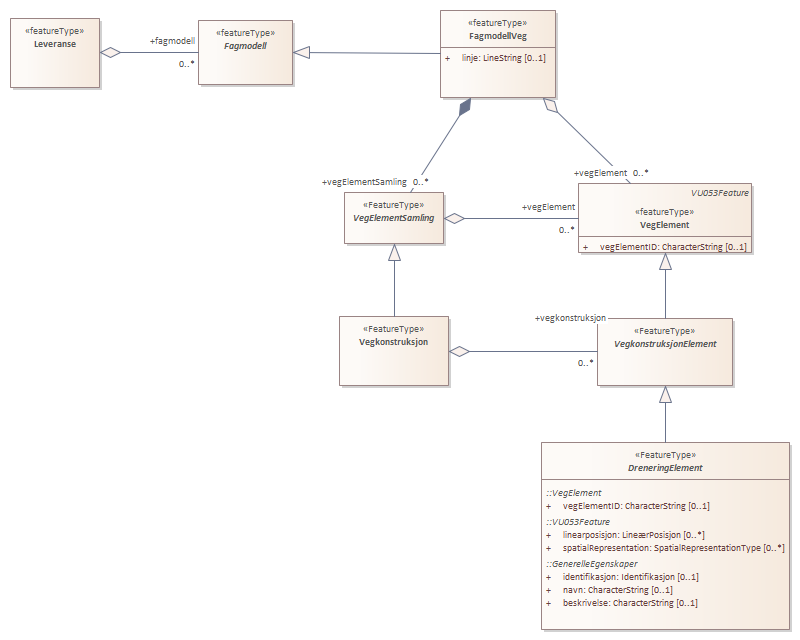 «featureType»
Leveranse
+fagmodell
0..*
«featureType»
Fagmodell
«featureType»
FagmodellVeg
+ linje: LineString [0..1]
+vegElementSamling 0..*
+vegElement 0..*
«FeatureType»
VegElementSamling
+vegElement
0..*
VU053Feature
«featureType»
VegElement
+ vegElementID: CharacterString [0..1]
«FeatureType»
Vegkonstruksjon
+vegkonstruksjon
0..*
«FeatureType»
VegkonstruksjonElement
«FeatureType»
DreneringElement
::VegElement
+ vegElementID: CharacterString [0..1]
::VU053Feature
+ linearposisjon: LineærPosisjon [0..*]
+ spatialRepresentation: SpatialRepresentationType [0..*]
::GenerelleEgenskaper
+ identifikasjon: Identifikasjon [0..1]
+ navn: CharacterString [0..1]
+ beskrivelse: CharacterString [0..1]